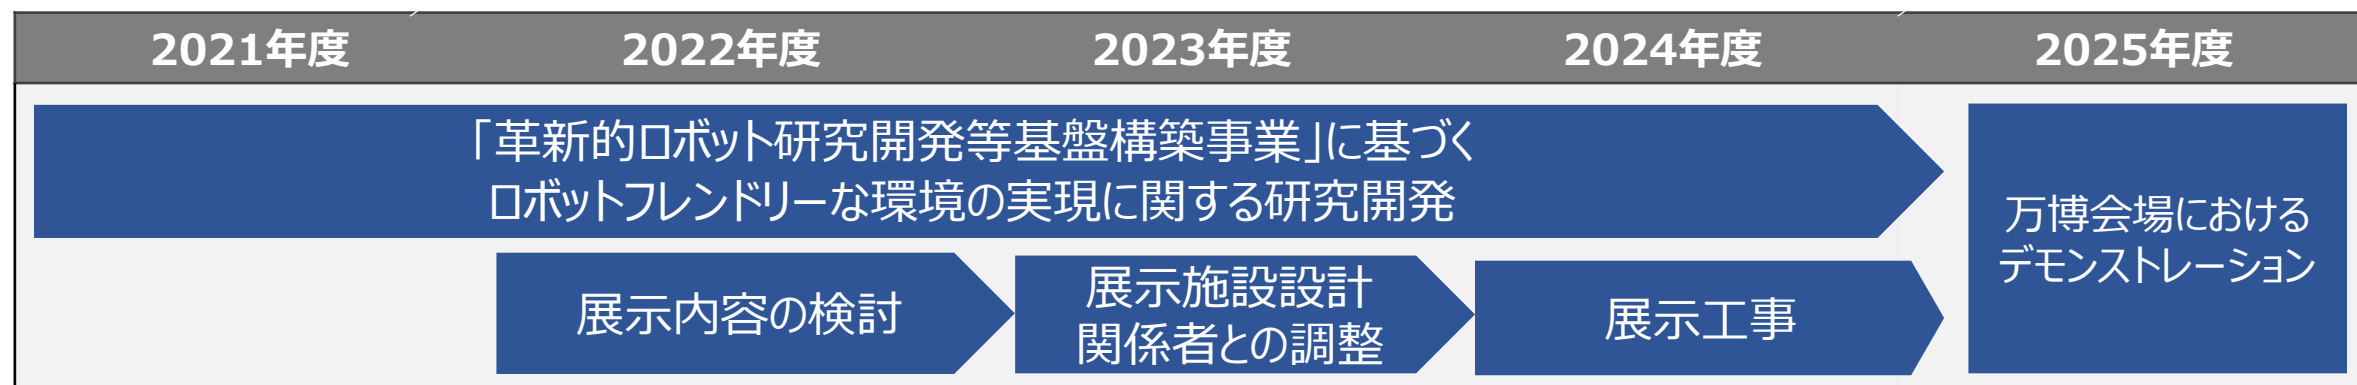 2021年度 2022年度 2023年度 2024年度 2025年度
「革新的ロボット研究開発等基盤構築事業」に基づく
ロボットフレンドリーな環境の実現に関する研究開発
万博会場における
デモンストレーション
展示内容の検討
展示施設設計
関係者との調整
展示工事